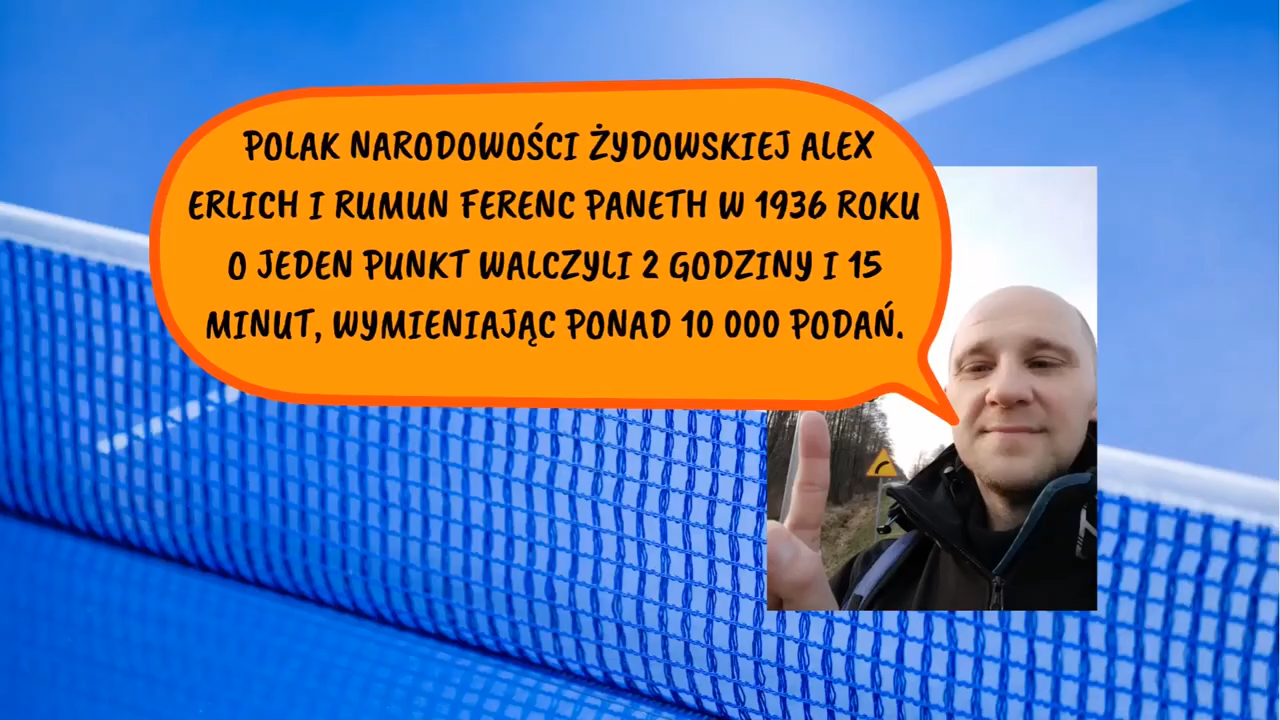 POLAK NARODOWOŚCI ŻYDOWSKIEJ ALEX
ERLICH I RUMUN FERENC PANETH W 1936 ROKU
O JEDEN PUNKT WALCZYLI 2 GODZINY I 15
MINUT, WYMIENIAJĄC PONAD 10 000 PODAŃ.